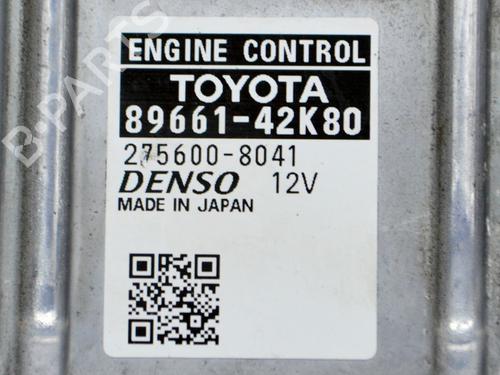 ENGINE CONTROL
TOYOTA
89661-42K80
275600-8041
DENSO 12V
MADE IN JAPAN
B-PARTS